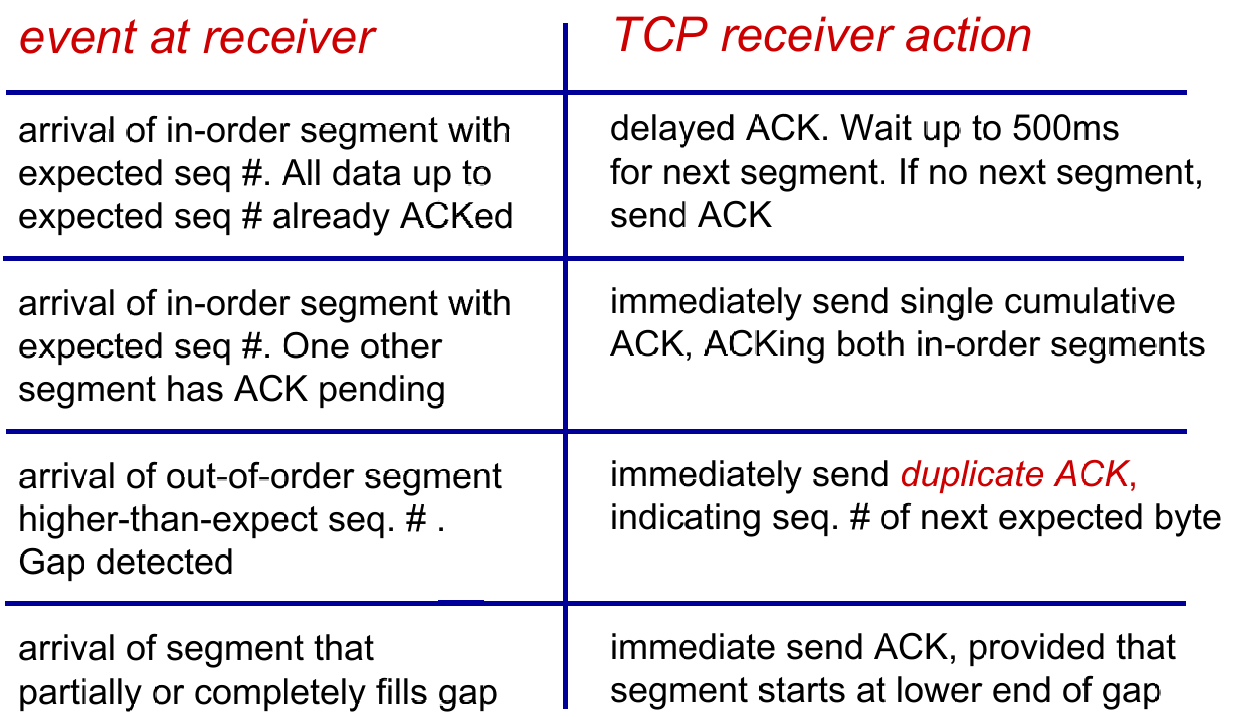 event at receiver
TCP receiver action
arrival of in-order segment with
expected seq #. All data up to
expected seq # already ACKed
delayed ACK. Wait up to 500ms
for next segment. If no next segment,
send ACK
arrival of in-order segment with
expected seq #. One other
segment has ACK pending
immediately send single cumulative
ACK, ACKing both in-order segments
arrival of out-of-order segment
higher-than-expect seq. # .
Gap detected
immediately send duplicate ACK,
indicating seq. # of next expected byte
arrival of segment that
partially or completely fills gap
immediate send ACK, provided that
segment starts at lower end of gap